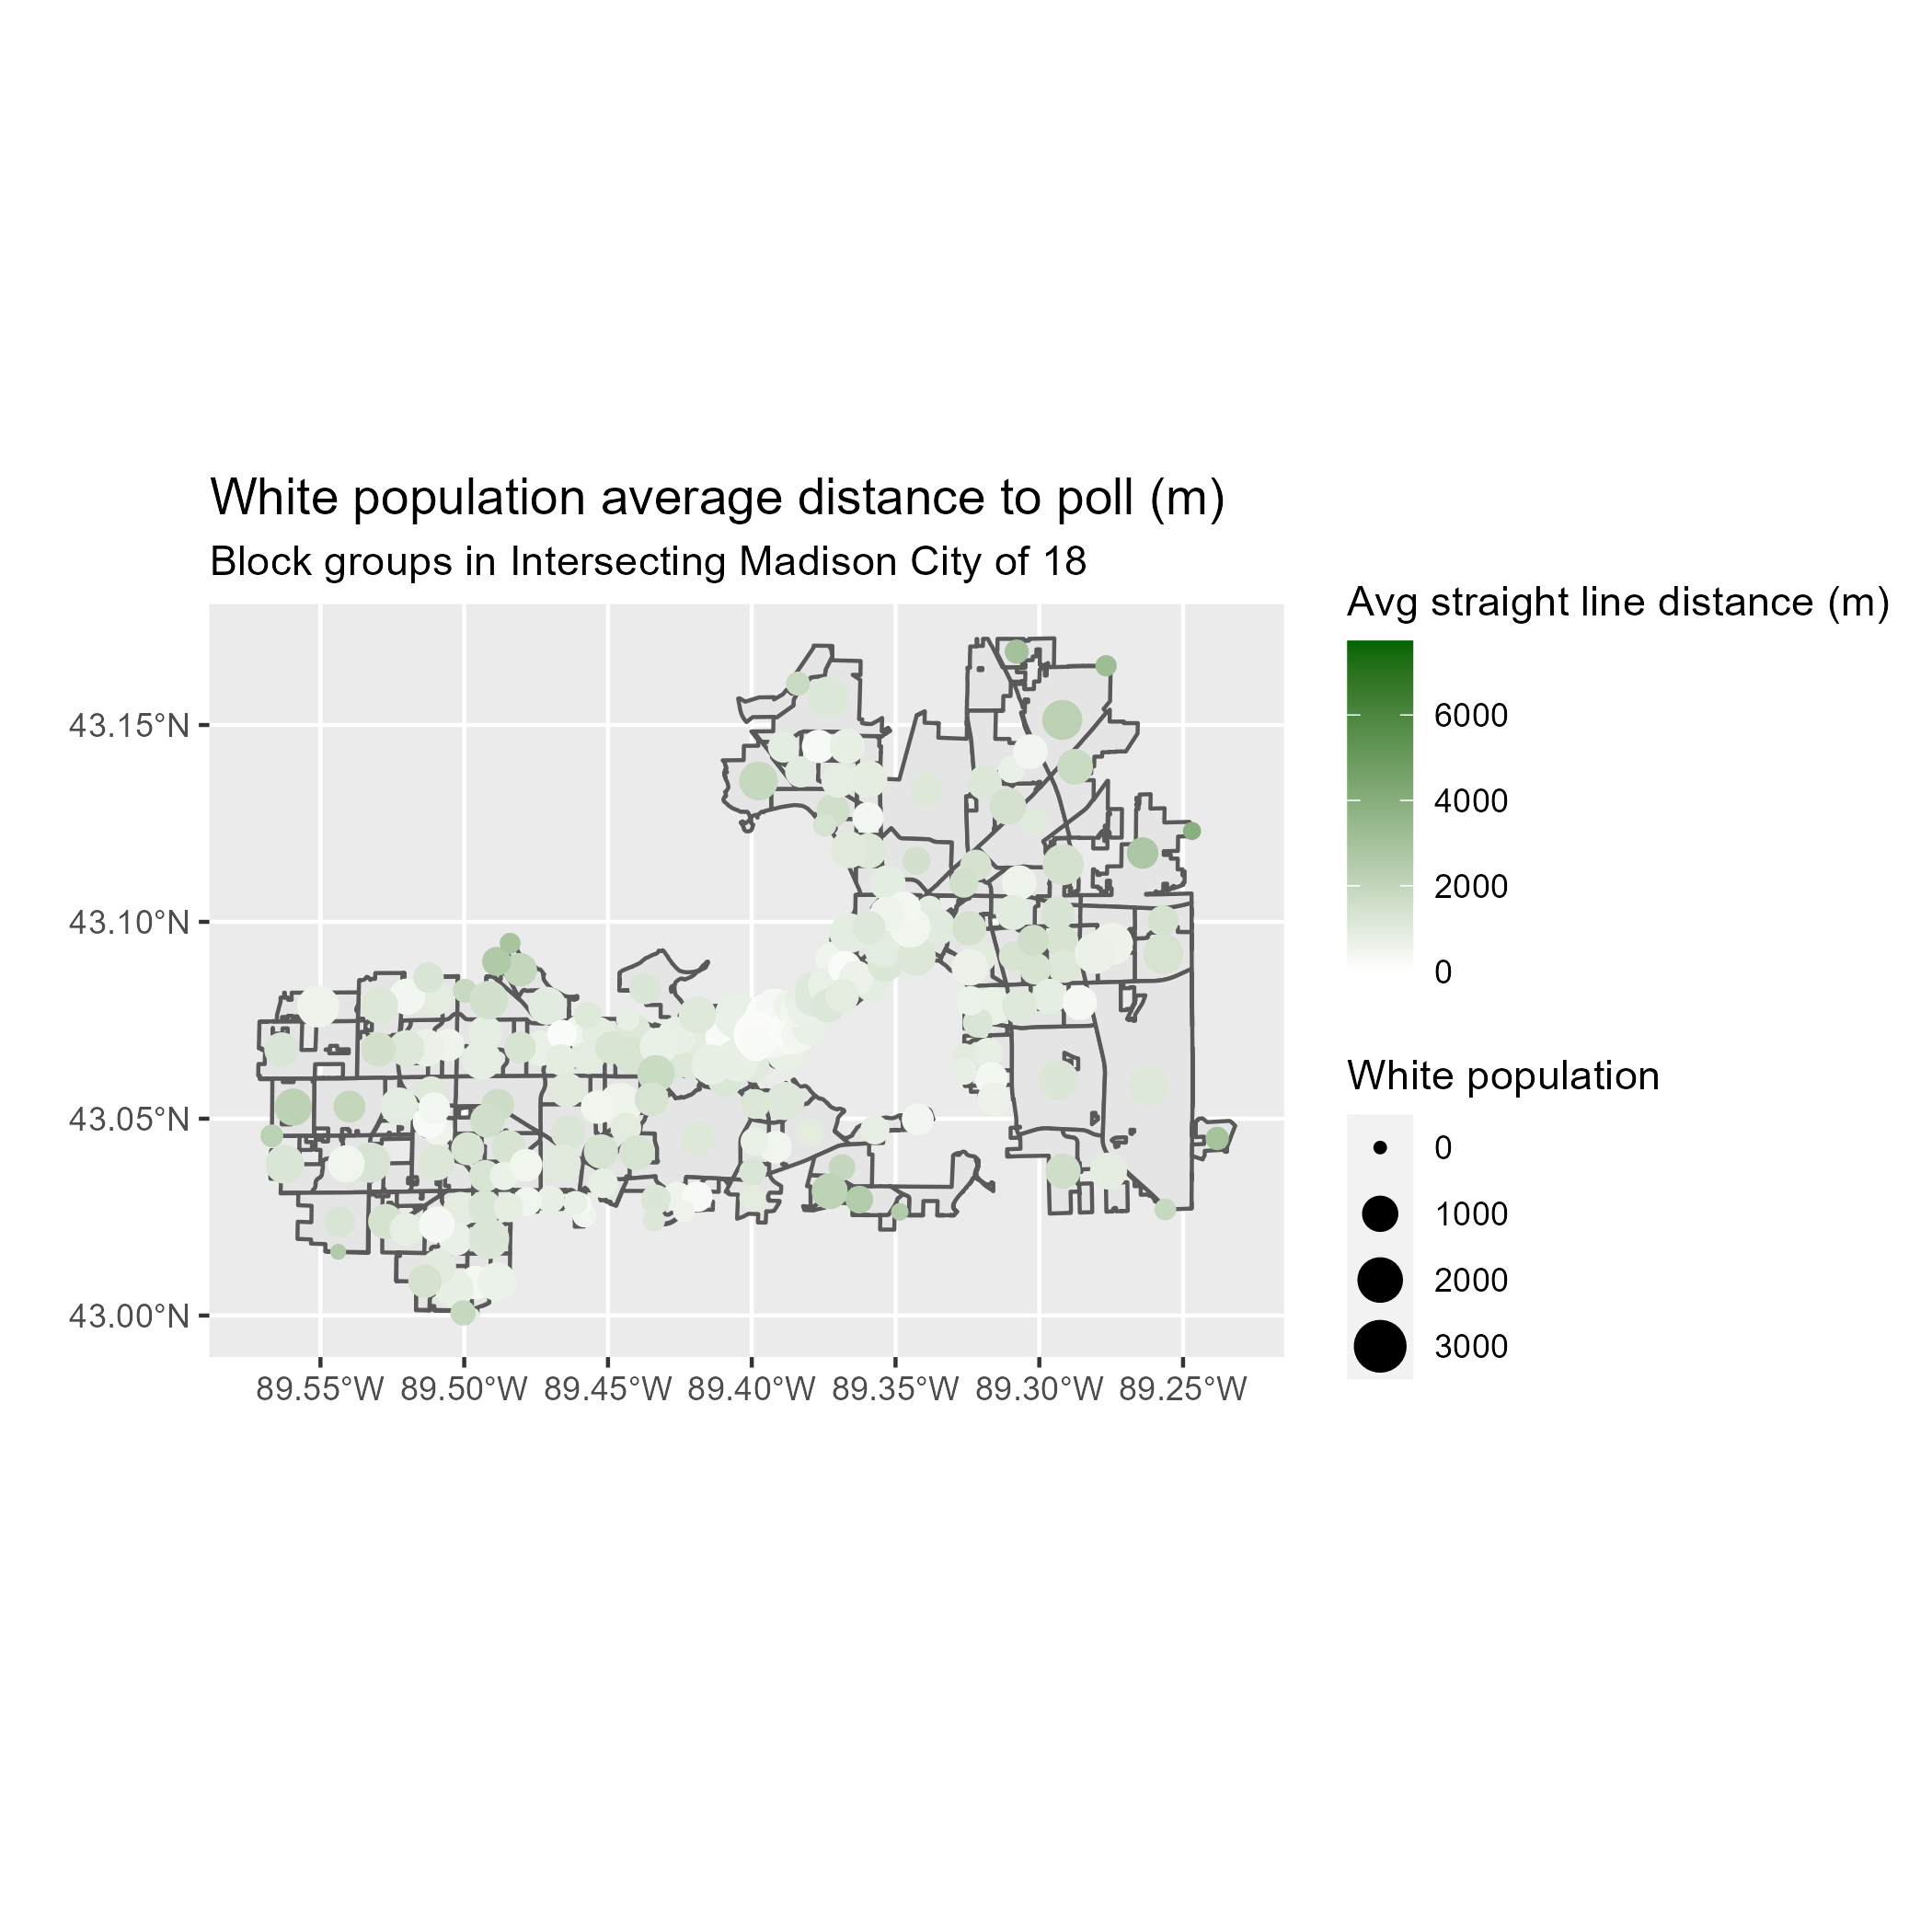 White population average distance to poll (m)
Block groups in Intersecting Madison City of 18
Avg straight line distance (m)
6000
4000
2000
0
White population
0
1000
2000
3000
43.15°N
43.10°N
43.05°N
43.00°N
89.55°W 89.50°W 89.45°W 89.40°W 89.35°W 89.30°W 89.25°W